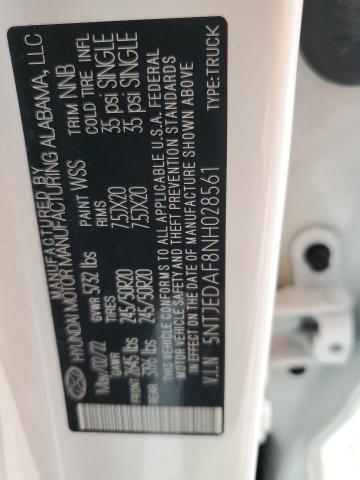 MANUFACTURED BY
HYUNDAI MOTOR MANUFACTURING ALABAMA, LLC
May/10/22 GVWR 5732 lbs PAINT WSS TRIM NNB
GAWR TIRES RIMS COLD TIRE INFL
FRONT 2645 lbs 245/50R20 7.5JX20 35 psi SINGLE
REAR 3176 lbs 245/50R20 7.5JX20 35 psi SINGLE
THIS VEHICLE CONFORMS TO ALL APPLICABLE U.S.A. FEDERAL
MOTOR VEHICLE SAFETY, BUMPER, AND THEFT PREVENTION
STANDARDS IN EFFECT ON THE DATE OF MANUFACTURE SHOWN ABOVE.
V.I.N 5NTJEDAF8NH028561 TYPE:TRUCK